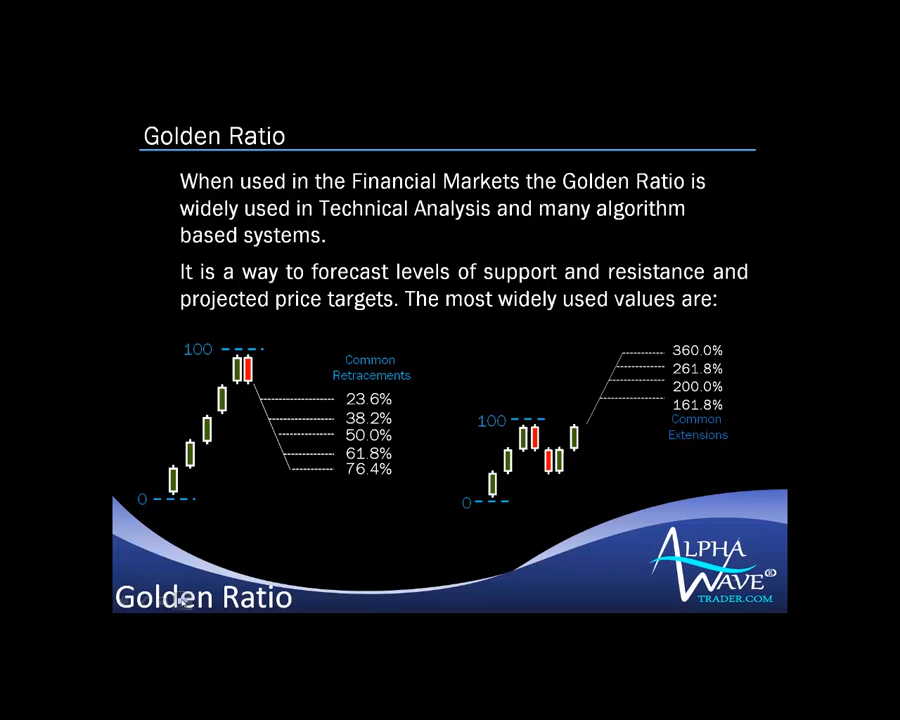 Golden Ratio
When used in the Financial Markets the Golden Ratio is
widely used in Technical Analysis and many algorithm
based systems.
It is a way to forecast levels of support and resistance and
projected price targets. The most widely used values are:
100
Common
Retracements
23.6%
38.2%
50.0%
61.8%
76.4%
0
360.0%
261.8%
200.0%
161.8%
Common
Extensions
100
0
Golden Ratio
ALPHA
WAVE®
TRADER.COM